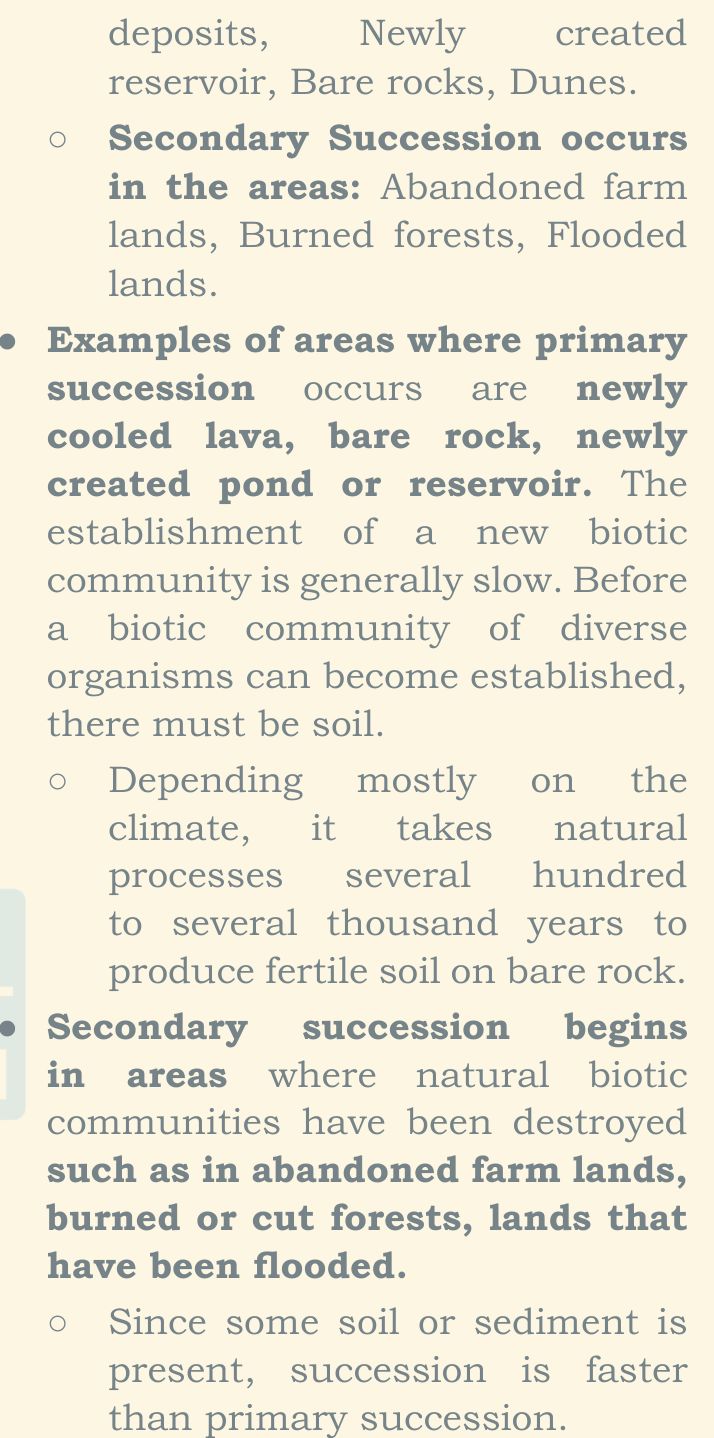 deposits, Newly created
reservoir, Bare rocks, Dunes.
○ Secondary Succession occurs
in the areas: Abandoned farm
lands, Burned forests, Flooded
lands.
● Examples of areas where primary
succession occurs are newly
cooled lava, bare rock, newly
created pond or reservoir. The
establishment of a new biotic
community is generally slow. Before
a biotic community of diverse
organisms can become established,
there must be soil.
○ Depending mostly on the
climate, it takes natural
processes several hundred
to several thousand years to
produce fertile soil on bare rock.
● Secondary succession begins
in areas where natural biotic
communities have been destroyed
such as in abandoned farm lands,
burned or cut forests, lands that
have been flooded.
○ Since some soil or sediment is
present, succession is faster
than primary succession.